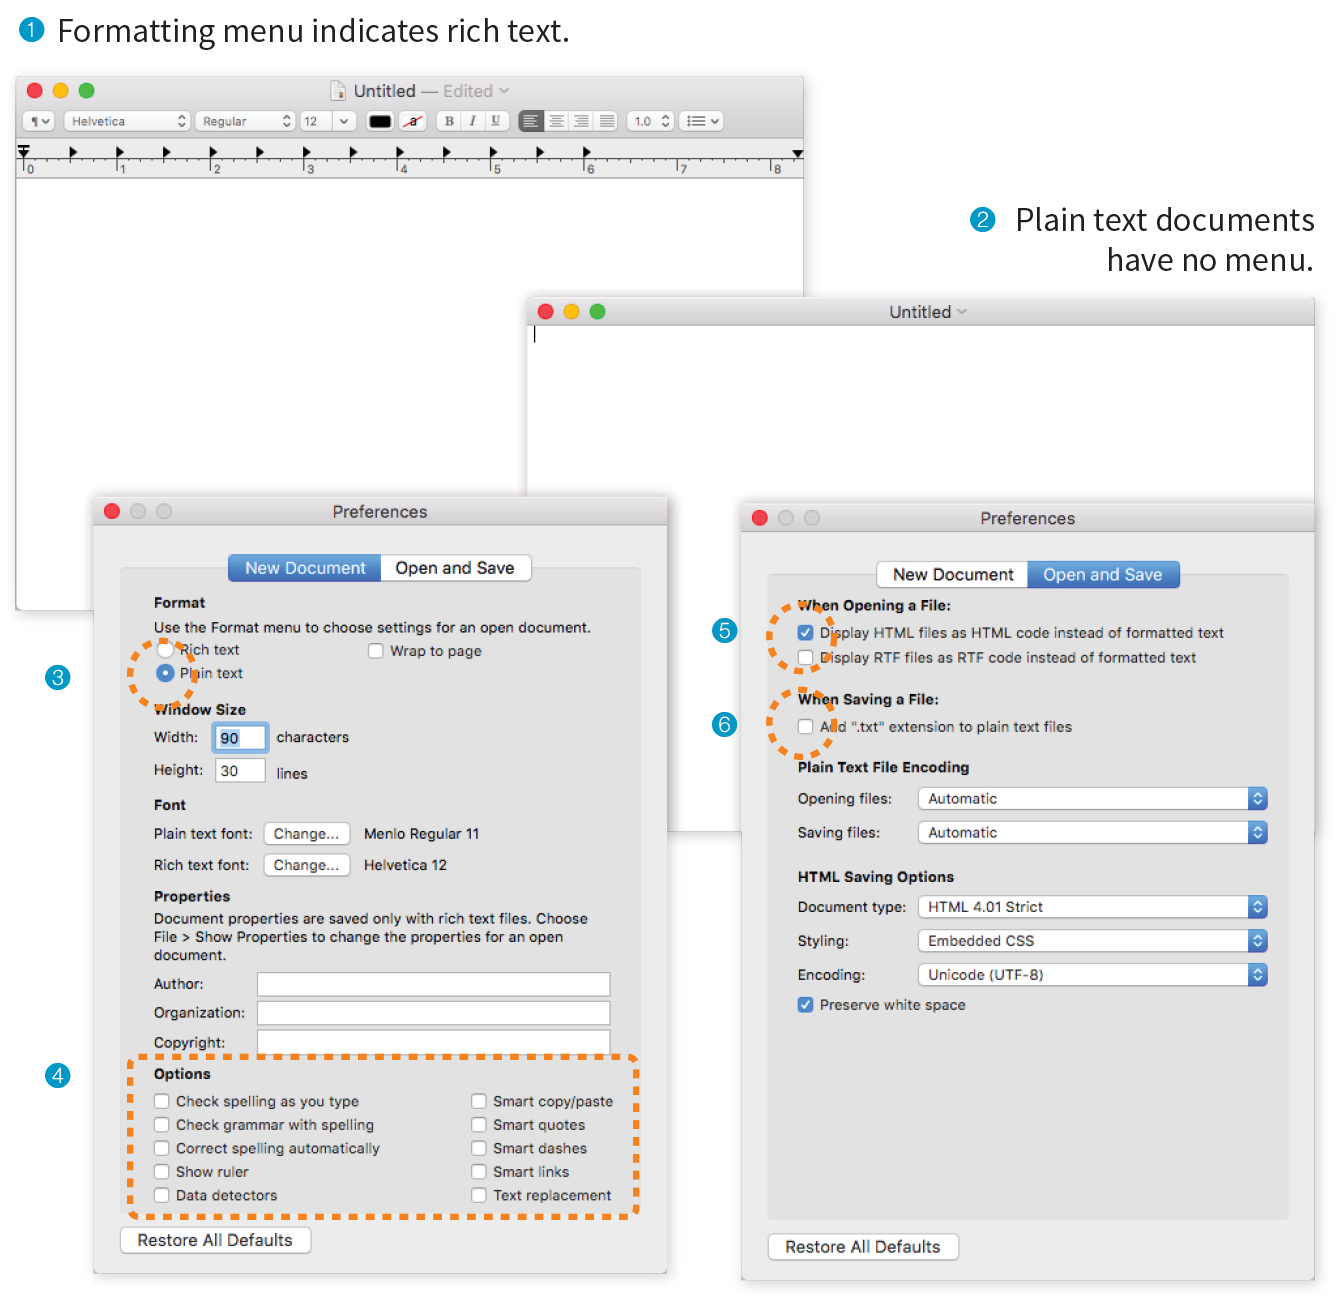 1 Formatting menu indicates rich text.
Untitled — Edited
¶ Helvetica Regular 12 a B I U 1.0
0 1 2 3 4 5 6 7 8
2 Plain text documents
have no menu.
Untitled
Preferences
New Document Open and Save
Format
Use the Format menu to choose settings for an open document.
Rich text Wrap to page
3 Plain text
Window Size
Width: 90 characters
Height: 30 lines
Font
Plain text font: Change... Menlo Regular 11
Rich text font: Change... Helvetica 12
Properties
Document properties are saved only with rich text files. Choose
File > Show Properties to change the properties for an open
document.
Author:
Organization:
Copyright:
4 Options
Check spelling as you type Smart copy/paste
Check grammar with spelling Smart quotes
Correct spelling automatically Smart dashes
Show ruler Smart links
Data detectors Text replacement
Restore All Defaults
Preferences
New Document Open and Save
When Opening a File:
5 Display HTML files as HTML code instead of formatted text
Display RTF files as RTF code instead of formatted text
When Saving a File:
6 Add ".txt" extension to plain text files
Plain Text File Encoding
Opening files: Automatic
Saving files: Automatic
HTML Saving Options
Document type: HTML 4.01 Strict
Styling: Embedded CSS
Encoding: Unicode (UTF-8)
Preserve white space
Restore All Defaults